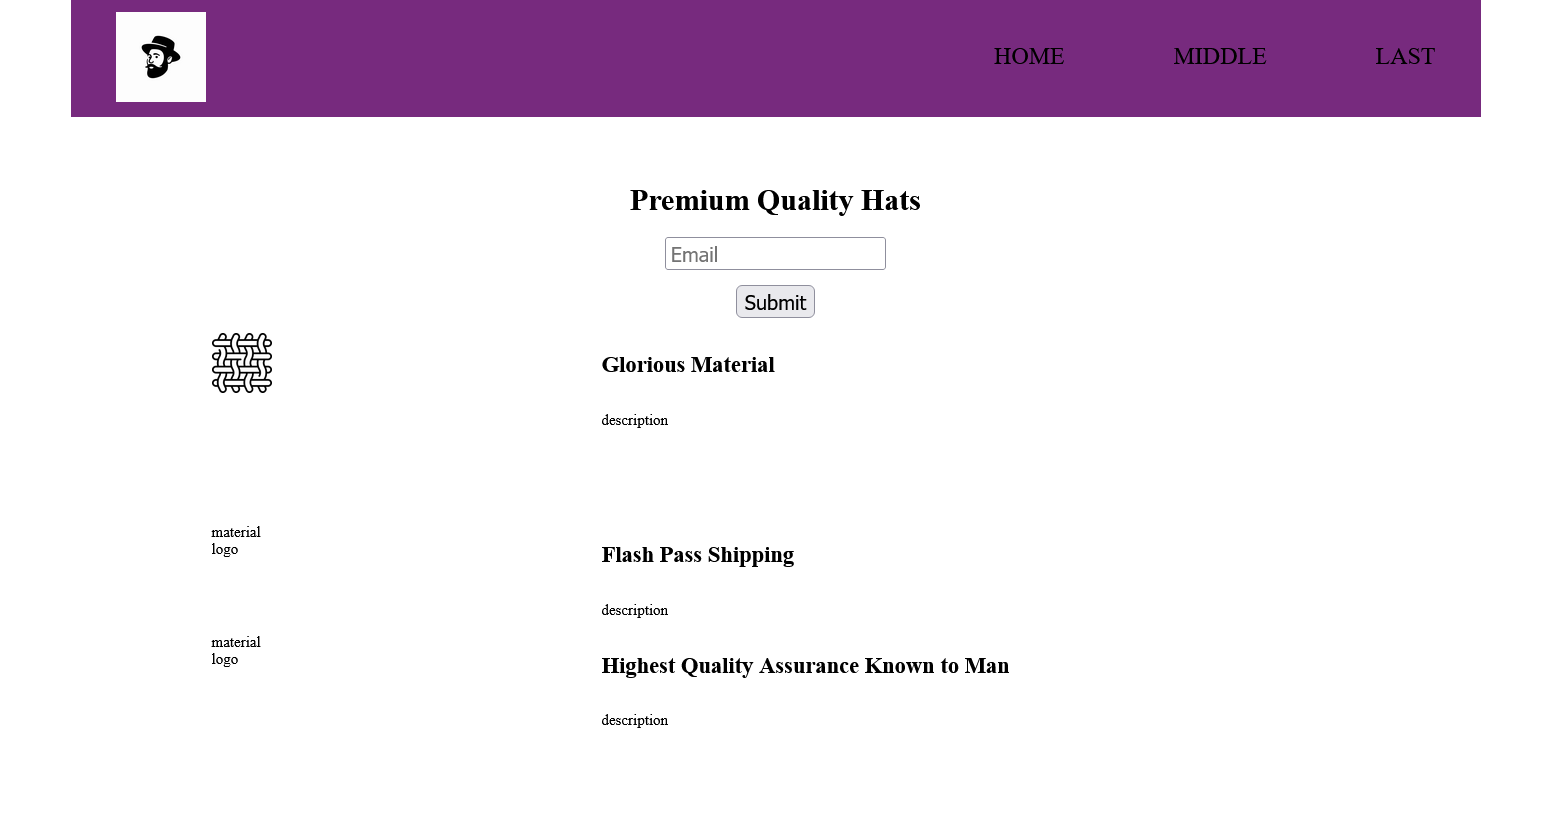 HOME MIDDLE LAST
Premium Quality Hats
Email
Submit
Glorious Material
description
material
logo
Flash Pass Shipping
description
material
logo
Highest Quality Assurance Known to Man
description